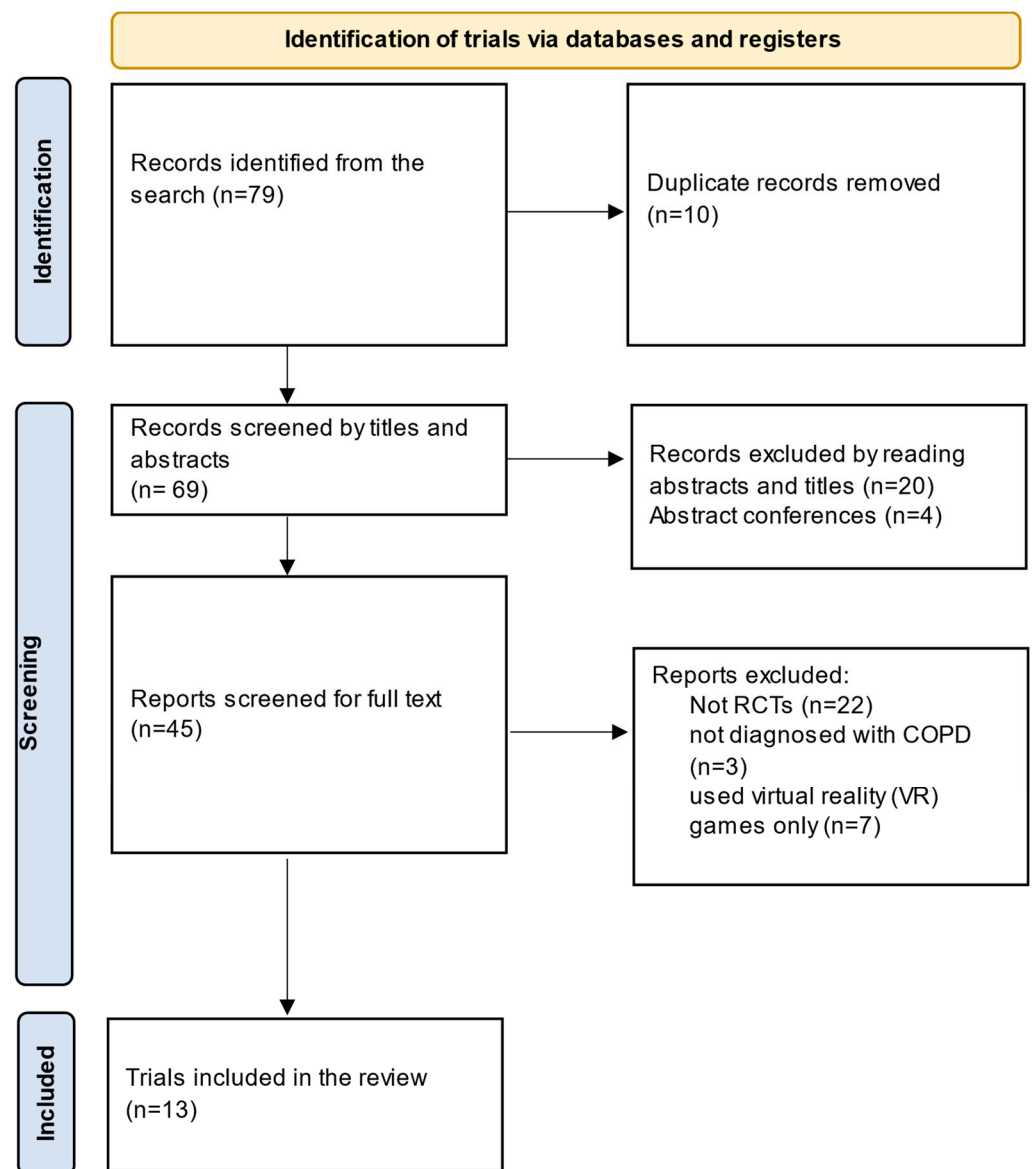 Identification of trials via databases and registers
Identification
Records identified from the
search (n=79)
Duplicate records removed
(n=10)
Screening
Records screened by titles and
abstracts
(n= 69)
Records excluded by reading
abstracts and titles (n=20)
Abstract conferences (n=4)
Reports screened for full text
(n=45)
Reports excluded:
Not RCTs (n=22)
not diagnosed with COPD
(n=3)
used virtual reality (VR)
games only (n=7)
Included
Trials included in the review
(n=13)